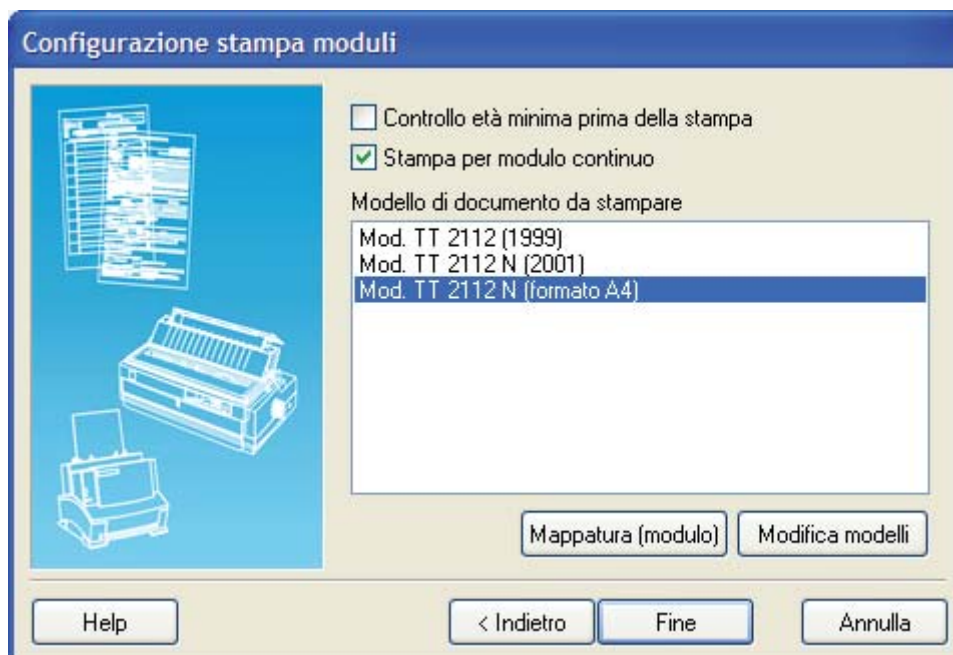 Configurazione stampa moduli
Controllo età minima prima della stampa
Stampa per modulo continuo
Modello di documento da stampare
Mod. TT 2112 (1999)
Mod. TT 2112 N (2001)
Mod. TT 2112 N (formato A4)
Mappatura (modulo)
Modifica modelli
Help
< Indietro
Fine
Annulla